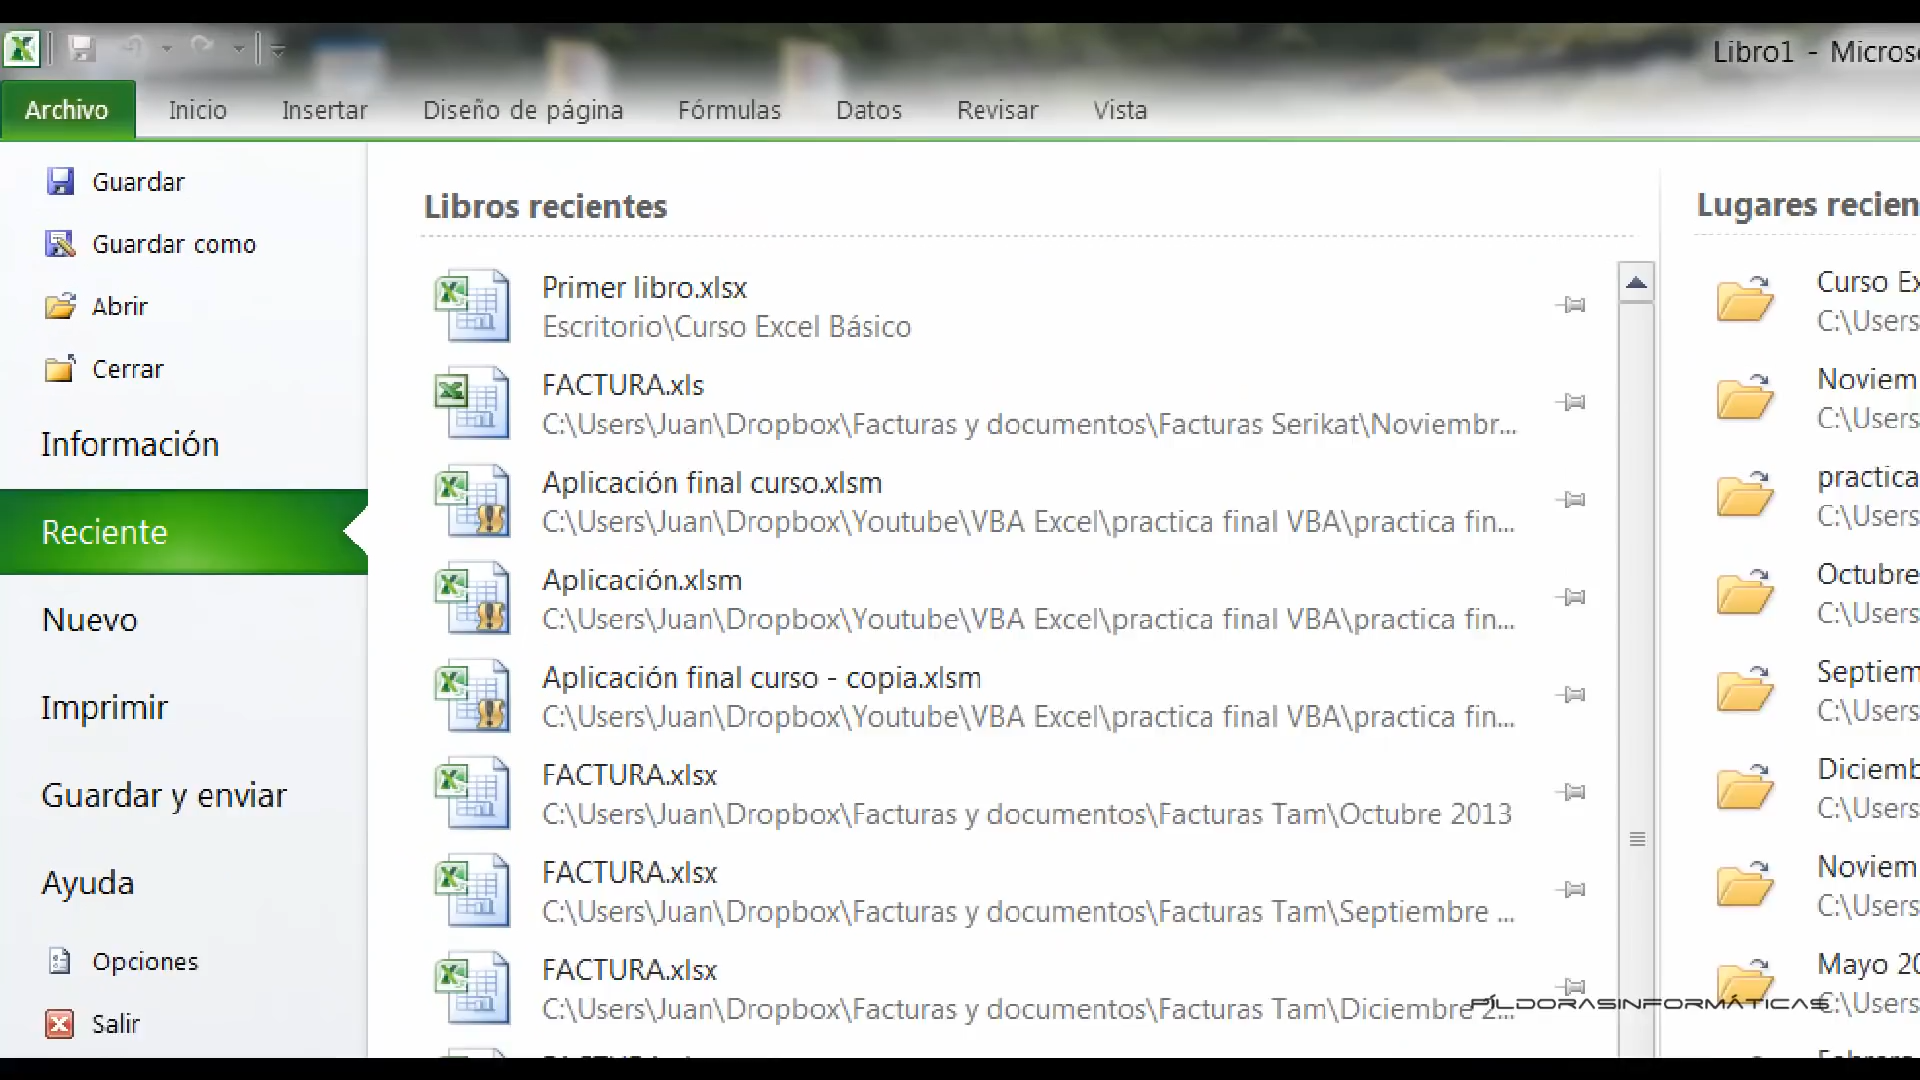 Libro1 - Micros
Archivo
Inicio
Insertar
Diseño de página
Fórmulas
Datos
Revisar
Vista
Guardar
Guardar como
Abrir
Cerrar
Información
Reciente
Nuevo
Imprimir
Guardar y enviar
Ayuda
Opciones
Salir
Libros recientes
Primer libro.xlsx
Escritorio\Curso Excel Básico
FACTURA.xls
C:\Users\Juan\Dropbox\Facturas y documentos\Facturas Serikat\Noviembr...
Aplicación final curso.xlsm
C:\Users\Juan\Dropbox\Youtube\VBA Excel\practica final VBA\practica fin...
Aplicación.xlsm
C:\Users\Juan\Dropbox\Youtube\VBA Excel\practica final VBA\practica fin...
Aplicación final curso - copia.xlsm
C:\Users\Juan\Dropbox\Youtube\VBA Excel\practica final VBA\practica fin...
FACTURA.xlsx
C:\Users\Juan\Dropbox\Facturas y documentos\Facturas Tam\Octubre 2013
FACTURA.xlsx
C:\Users\Juan\Dropbox\Facturas y documentos\Facturas Tam\Septiembre ...
FACTURA.xlsx
C:\Users\Juan\Dropbox\Facturas y documentos\Facturas Tam\Diciembre 2...
Lugares recien
Curso Ex
C:\Users
Noviem
C:\Users
practica
C:\Users
Octubre
C:\Users
Septiem
C:\Users
Diciemb
C:\Users
Noviem
C:\Users
Mayo 20
C:\Users
PÍLDORASINFORMÁTICAS